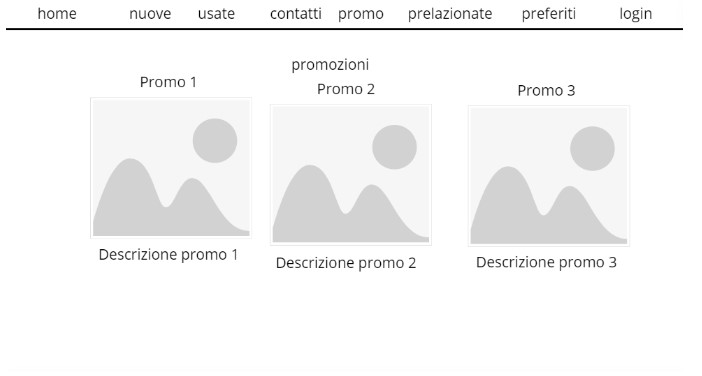 home nuove usate contatti promo prelazionate preferiti login
promozioni
Promo 1 Promo 2 Promo 3
Descrizione promo 1 Descrizione promo 2 Descrizione promo 3